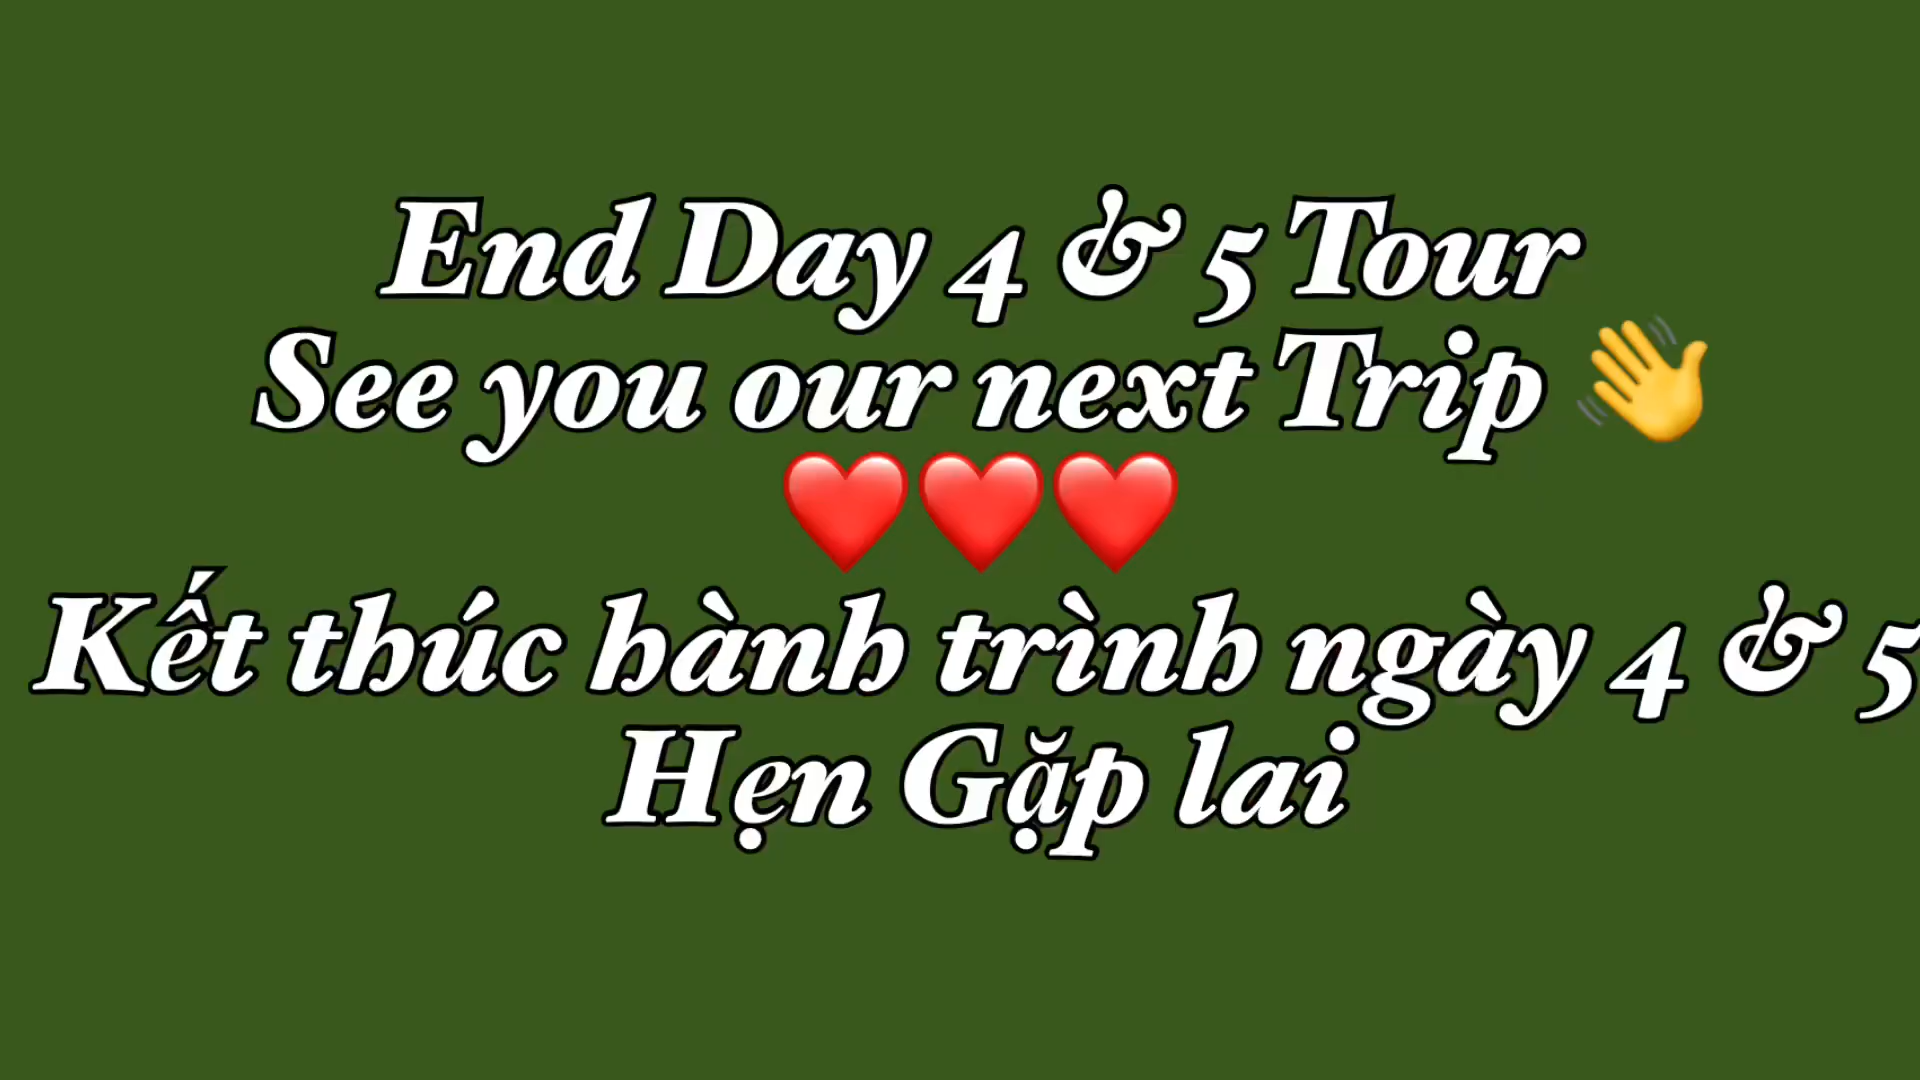 End Day 4 & 5 Tour
See you our next Trip 👋
❤️❤️❤️
Kết thúc hành trình ngày 4 & 5
Hẹn Gặp lai